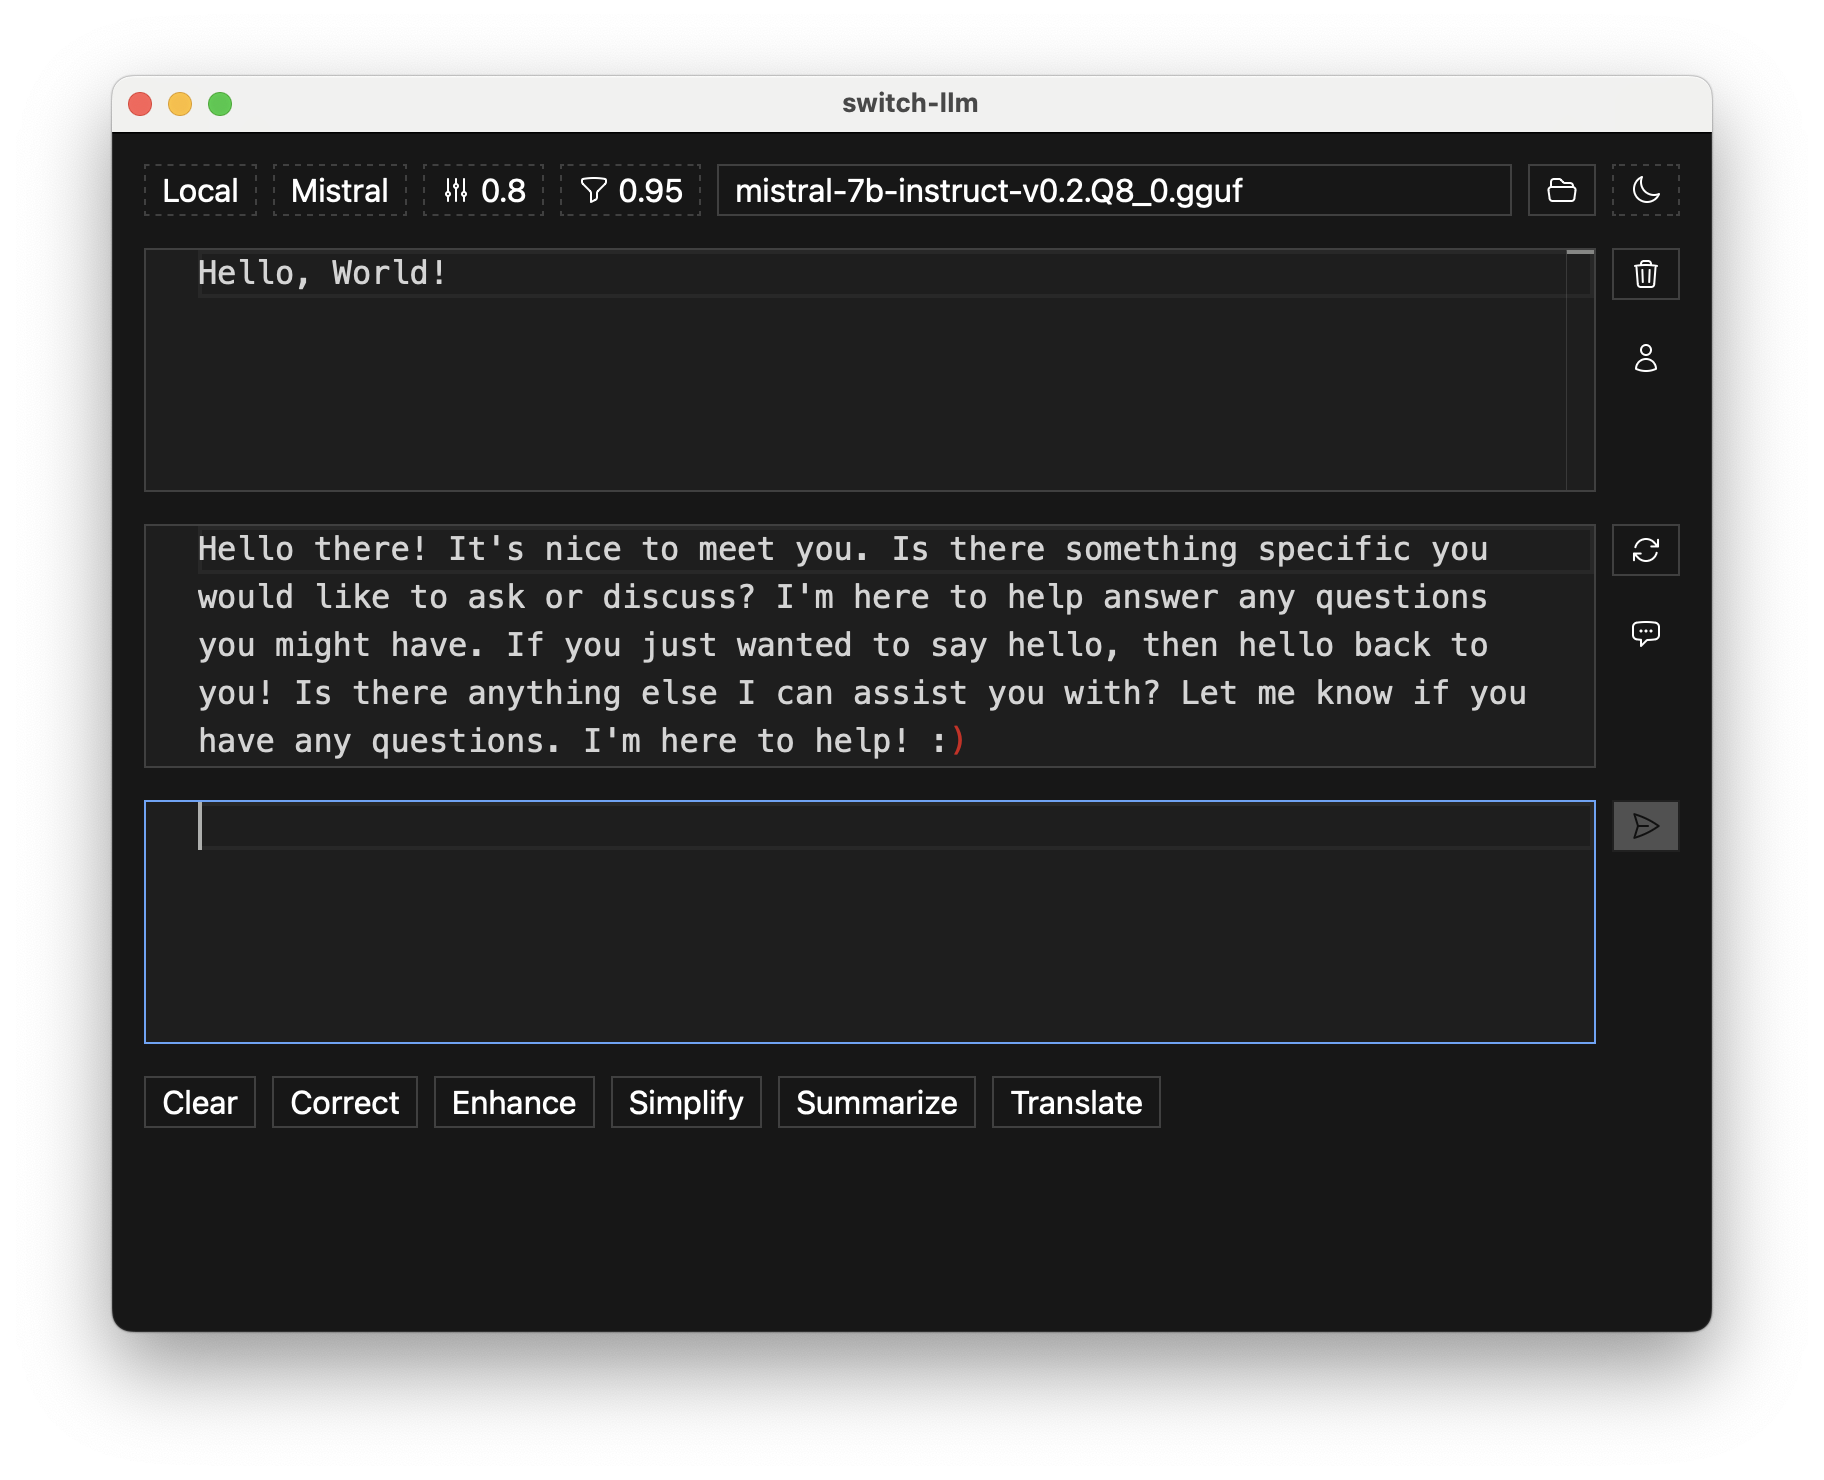 switch-llm
Local Mistral 0.8 0.95 mistral-7b-instruct-v0.2.Q8_0.gguf
Hello, World!
Hello there! It's nice to meet you. Is there something specific you
would like to ask or discuss? I'm here to help answer any questions
you might have. If you just wanted to say hello, then hello back to
you! Is there anything else I can assist you with? Let me know if you
have any questions. I'm here to help! :)
Clear Correct Enhance Simplify Summarize Translate